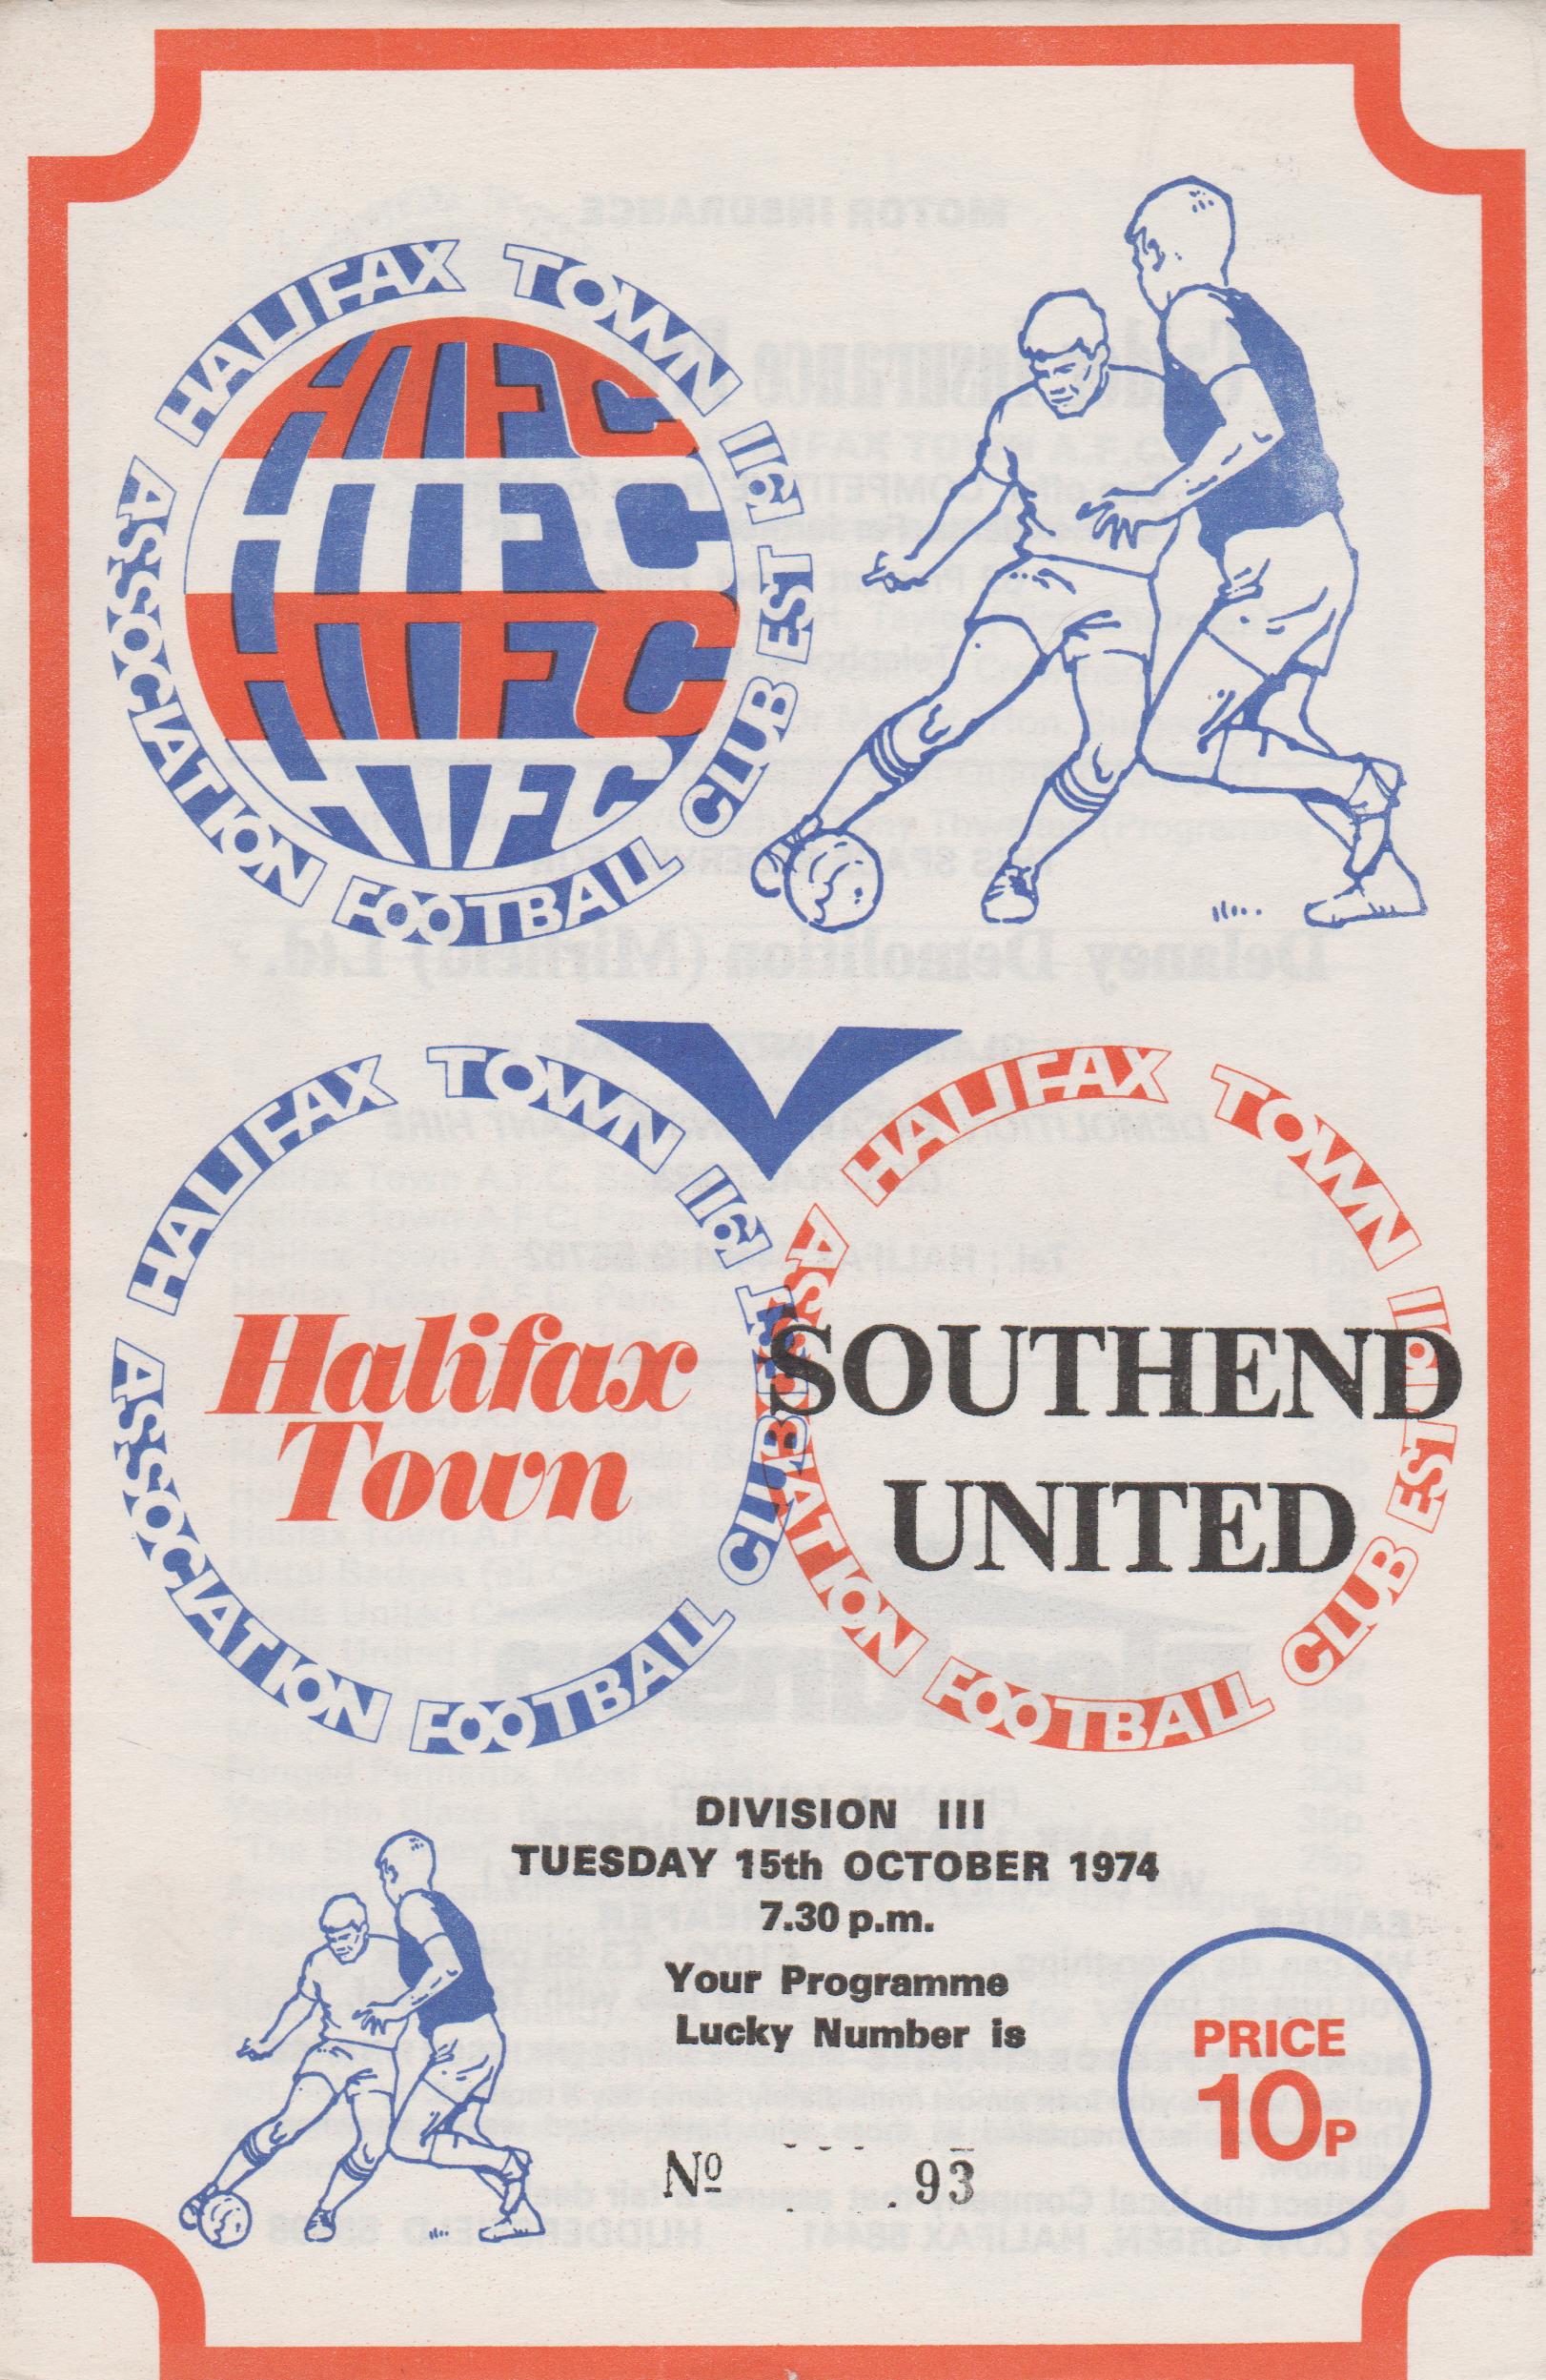 HALIFAX TOWN ASSOCIATION FOOTBALL CLUB EST 1911
HTFC
HTFC
HTFC
HTFC
V
HALIFAX TOWN ASSOCIATION FOOTBALL CLUB EST 1911
HALIFAX TOWN ASSOCIATION FOOTBALL CLUB EST 1911
Halifax
Town
SOUTHEND
UNITED
DIVISION III
TUESDAY 15th OCTOBER 1974
7.30 p.m.
Your Programme
Lucky Number is
Nº 93
PRICE
10P